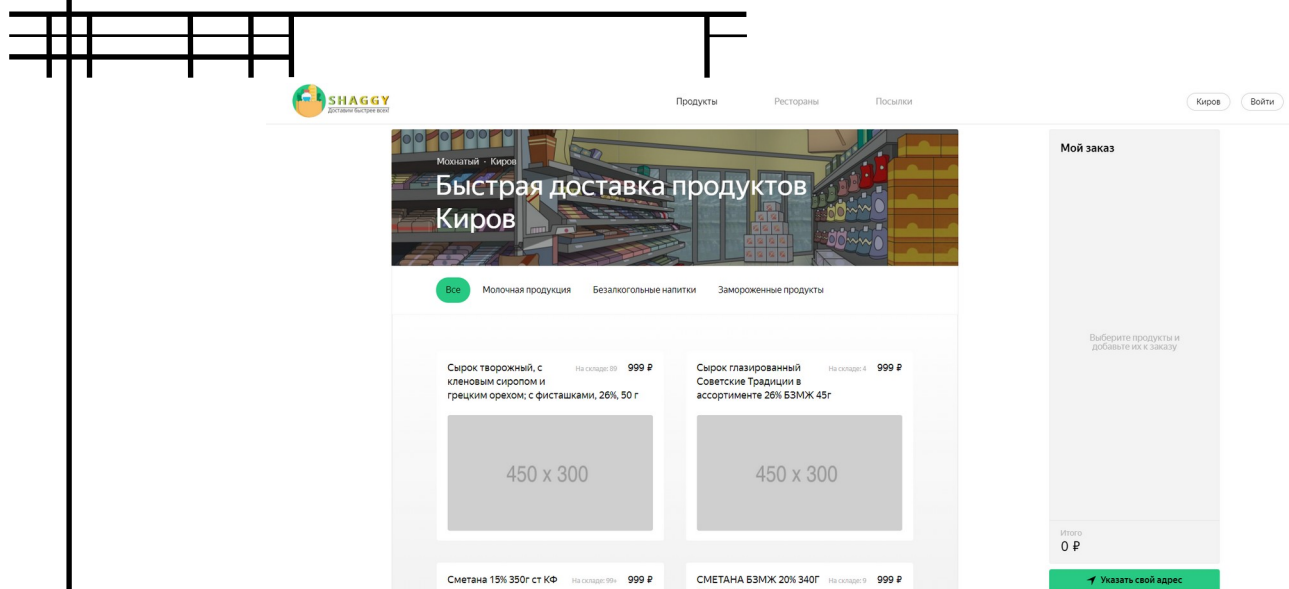 SHAGGY
Доставим быстрее всех!
Продукты
Рестораны
Посылки
Киров
Войти
Мохнатый · Киров
Быстрая доставка продуктов
Киров
Все
Молочная продукция
Безалкогольные напитки
Замороженные продукты
Сырок творожный, с
кленовым сиропом и
грецким орехом; с фисташками, 26%, 50 г
На складе: 89
999 ₽
450 x 300
Сырок глазированный
Советские Традиции в
ассортименте 26% БЗМЖ 45г
На складе: 4
999 ₽
450 x 300
Сметана 15% 350г ст КФ
На складе: 99+
999 ₽
СМЕТАНА БЗМЖ 20% 340Г
На складе: 9
999 ₽
Мой заказ
Выберите продукты и
добавьте их к заказу
Итого
0 ₽
Указать свой адрес